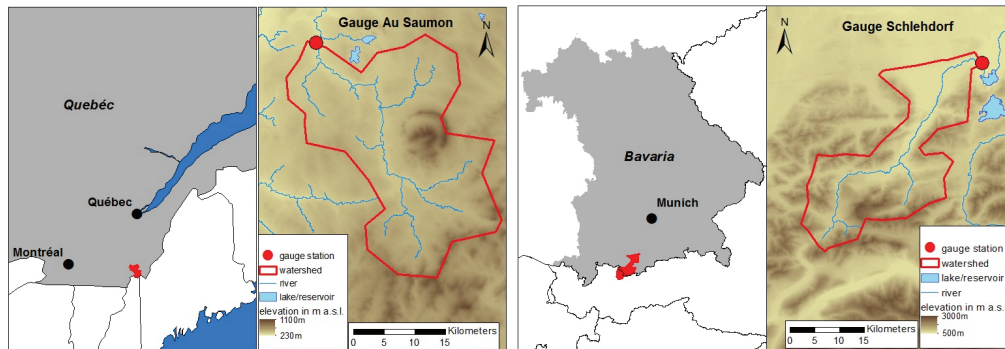 Quebéc
Québec
Montréal
Gauge Au Saumon
N
gauge station
watershed
river
lake/reservoir
elevation in m a.s.l.
1100m
230m
Kilometers
0 5 10 15
Bavaria
Munich
Gauge Schlehdorf
N
gauge station
watershed
lake/reservoir
river
elevation in m a.s.
3000m
500m
Kilometers
0 5 10 15